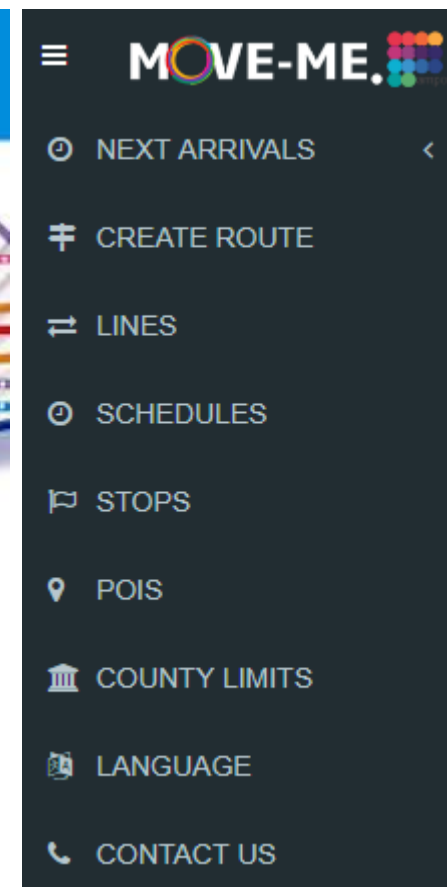 MOVE-ME.
NEXT ARRIVALS
CREATE ROUTE
LINES
SCHEDULES
STOPS
POIS
COUNTY LIMITS
LANGUAGE
CONTACT US